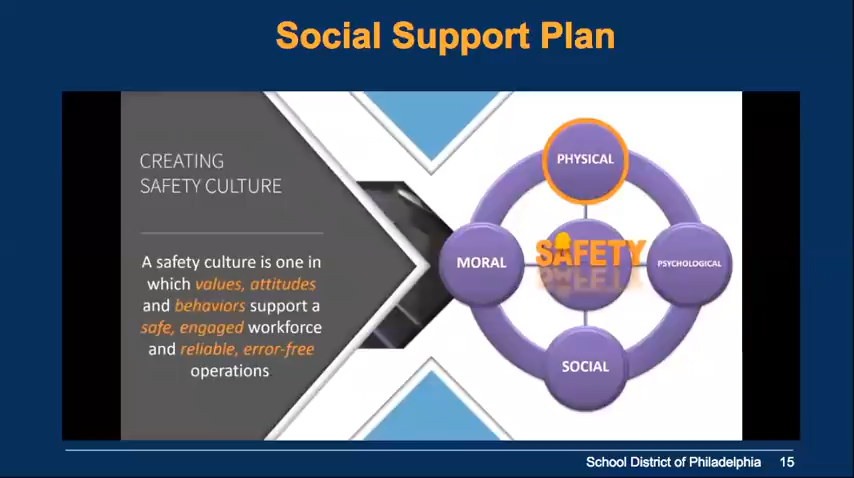 Social Support Plan
CREATING
SAFETY CULTURE
A safety culture is one in
which values, attitudes
and behaviors support a
safe, engaged workforce
and reliable, error-free
operations
PHYSICAL
MORAL
SAFETY
PSYCHOLOGICAL
SOCIAL
School District of Philadelphia 15